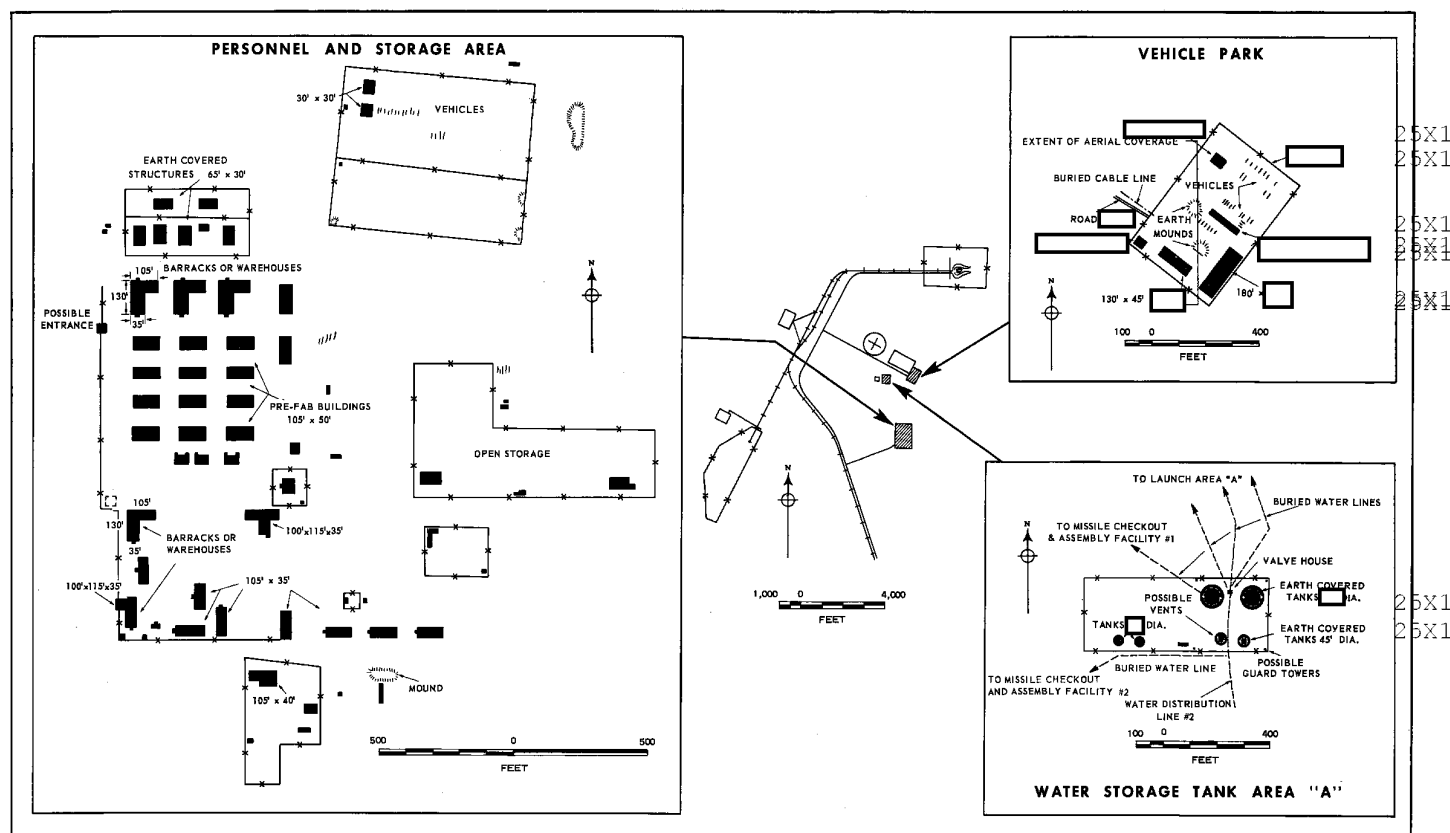 PERSONNEL AND STORAGE AREA
30' x 30'
VEHICLES
EARTH COVERED
STRUCTURES 65' x 30'
BARRACKS OR WAREHOUSES
105'
130'
35'
POSSIBLE
ENTRANCE
N
PRE-FAB BUILDINGS
105' x 50'
OPEN STORAGE
105'
130'
35'
BARRACKS OR
WAREHOUSES
100'x115'x35'
100'x115'x35'
105' x 35'
105' x 40'
MOUND
500 0 500
FEET
N
1,000 0 4,000
FEET
VEHICLE PARK
EXTENT OF AERIAL COVERAGE
BURIED CABLE LINE
VEHICLES
ROAD
EARTH
MOUNDS
N
130' x 45'
180' x
100 0 400
FEET
25X1
25X1
25X1
25X1
25X1
25X1
TO LAUNCH AREA "A"
BURIED WATER LINES
TO MISSILE CHECKOUT
& ASSEMBLY FACILITY #1
N
VALVE HOUSE
POSSIBLE
VENTS
EARTH COVERED
TANKS DIA.
25X1
TANKS DIA.
EARTH COVERED
TANKS 45' DIA.
25X1
BURIED WATER LINE
POSSIBLE
GUARD TOWERS
TO MISSILE CHECKOUT
AND ASSEMBLY FACILITY #2
WATER DISTRIBUTION
LINE #2
100 0 400
FEET
WATER STORAGE TANK AREA "A"